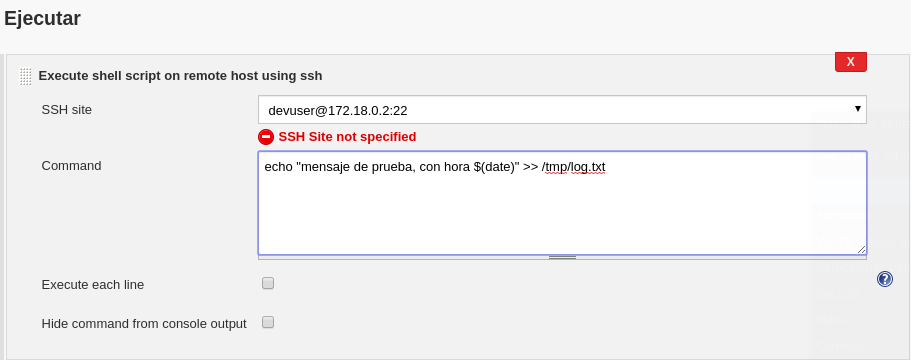 Ejecutar
X
Execute shell script on remote host using ssh
SSH site
devuser@172.18.0.2:22
SSH Site not specified
Command
echo "mensaje de prueba, con hora $(date)" >> /tmp/log.txt
Execute each line
?
Hide command from console output